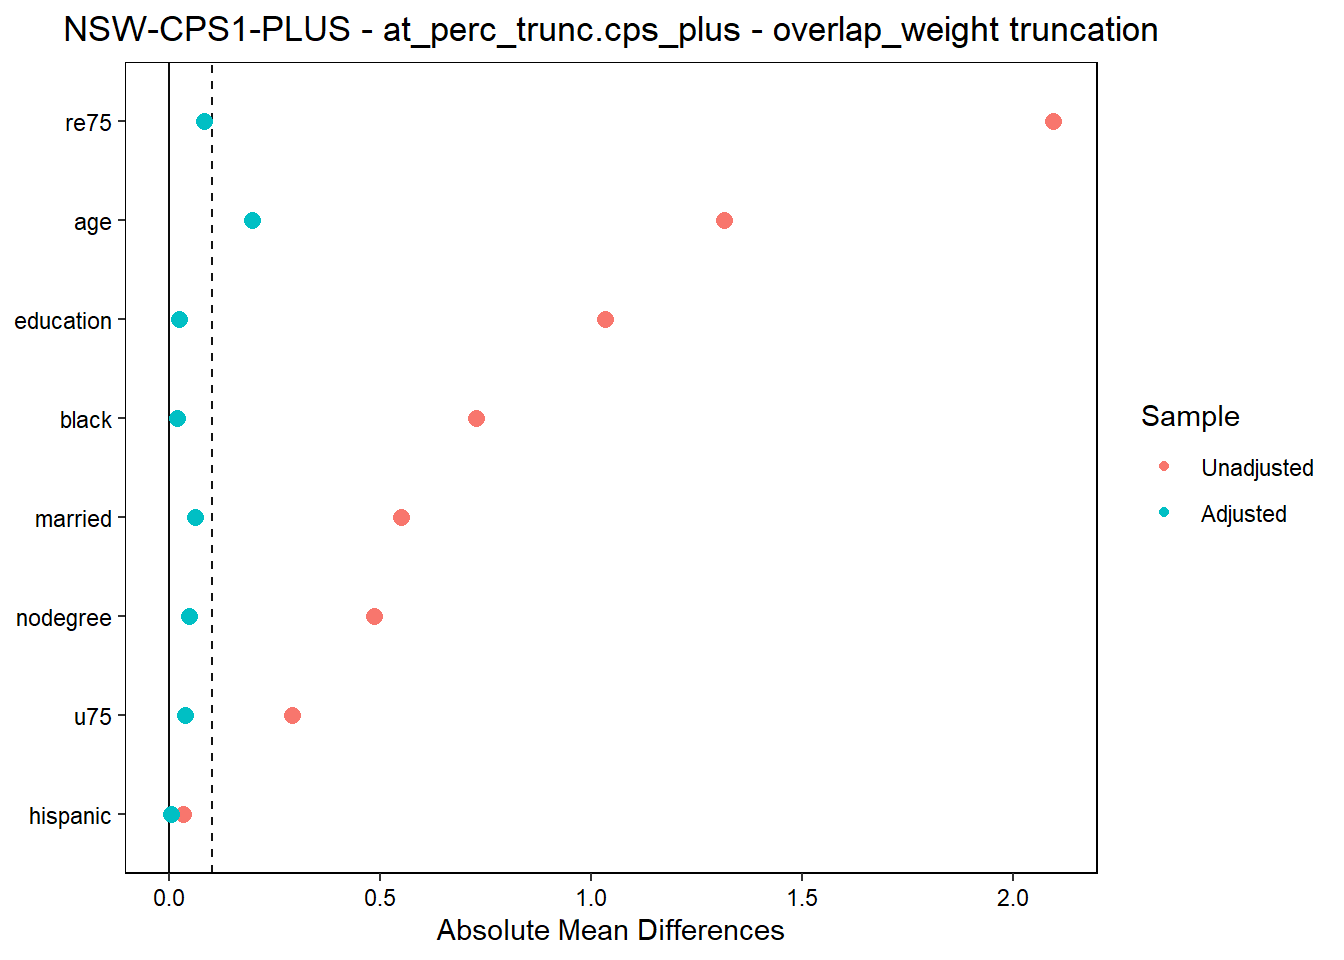 NSW-CPS1-PLUS - at_perc_trunc.cps_plus - overlap_weight truncation
re75
age
education
black
married
nodegree
u75
hispanic
0.0 0.5 1.0 1.5 2.0
Absolute Mean Differences
Sample
Unadjusted
Adjusted